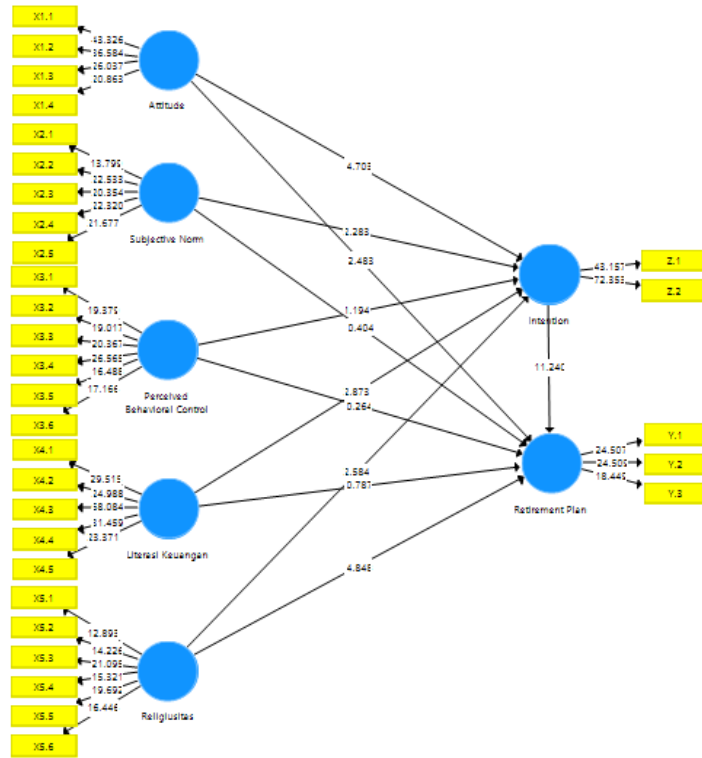 X1.1
X1.2
X1.3
X1.4
43.326
36.584
26.037
20.863
Attitude
X2.1
X2.2
X2.3
X2.4
X2.5
13.795
22.533
20.354
22.320
21.677
Subjective Norm
X3.1
X3.2
X3.3
X3.4
X3.5
X3.6
19.379
19.017
20.367
26.565
16.488
17.166
Perceived
Behavioral Control
X4.1
X4.2
X4.3
X4.4
X4.5
29.515
24.988
31.459
23.371
Literasi Keuangan
X5.1
X5.2
X5.3
X5.4
X5.5
X5.6
12.893
14.226
21.095
15.321
19.692
16.446
Religiusitas
4.703
2.283
2.483
1.194
0.404
2.873
0.264
2.584
0.787
4.848
Intention
43.157
72.353
Z.1
Z.2
11.240
Retirement Plan
24.507
24.505
18.445
Y.1
Y.2
Y.3